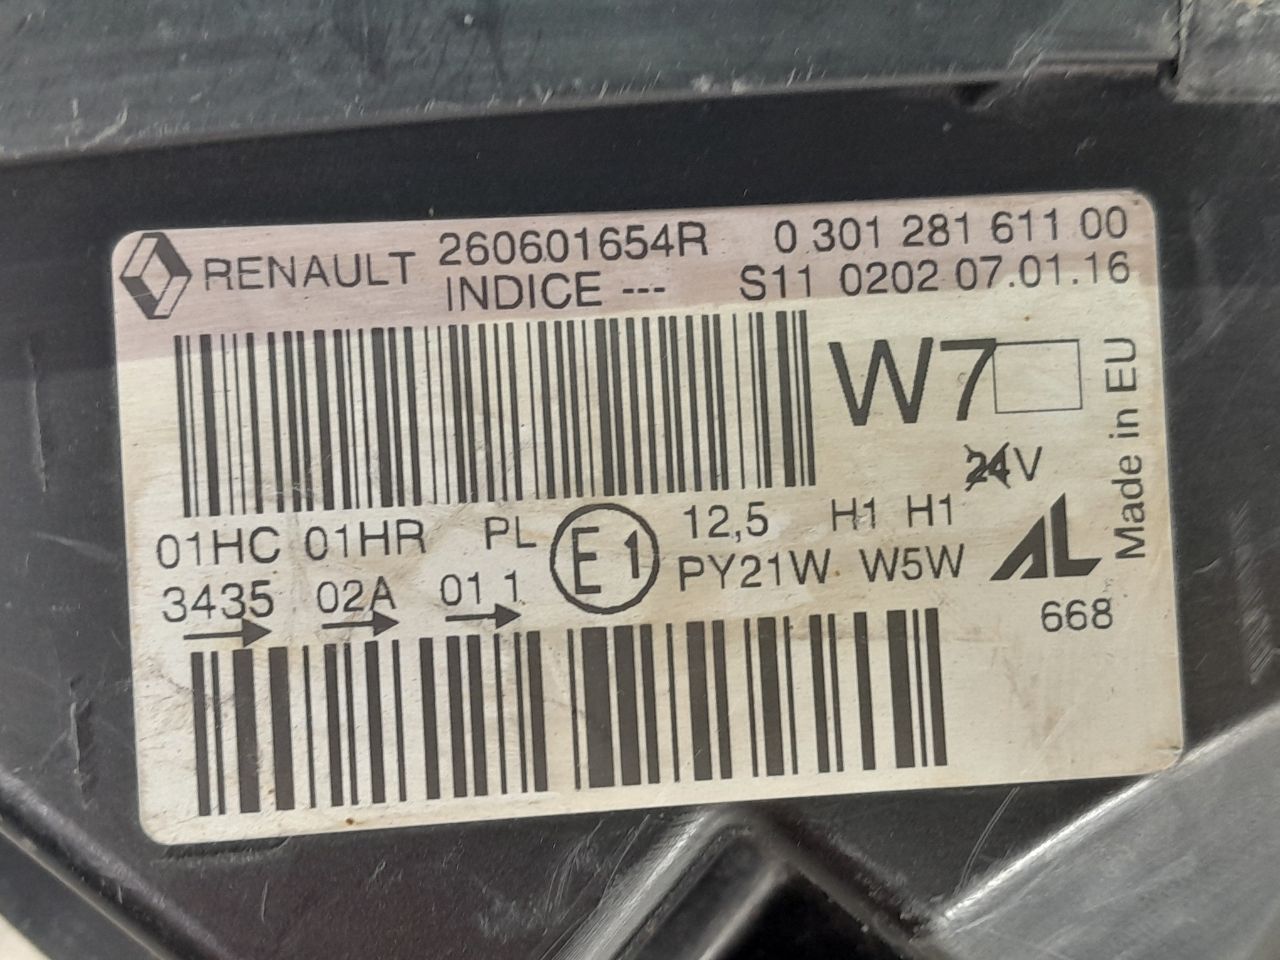 RENAULT 260601654R 0 301 281 611 00
INDICE --- S11 0202 07.01.16
W7
24V
Made in EU
01HC 01HR PL E1 12,5 H1 H1
3435 02A 01 1 PY21W W5W AL
668